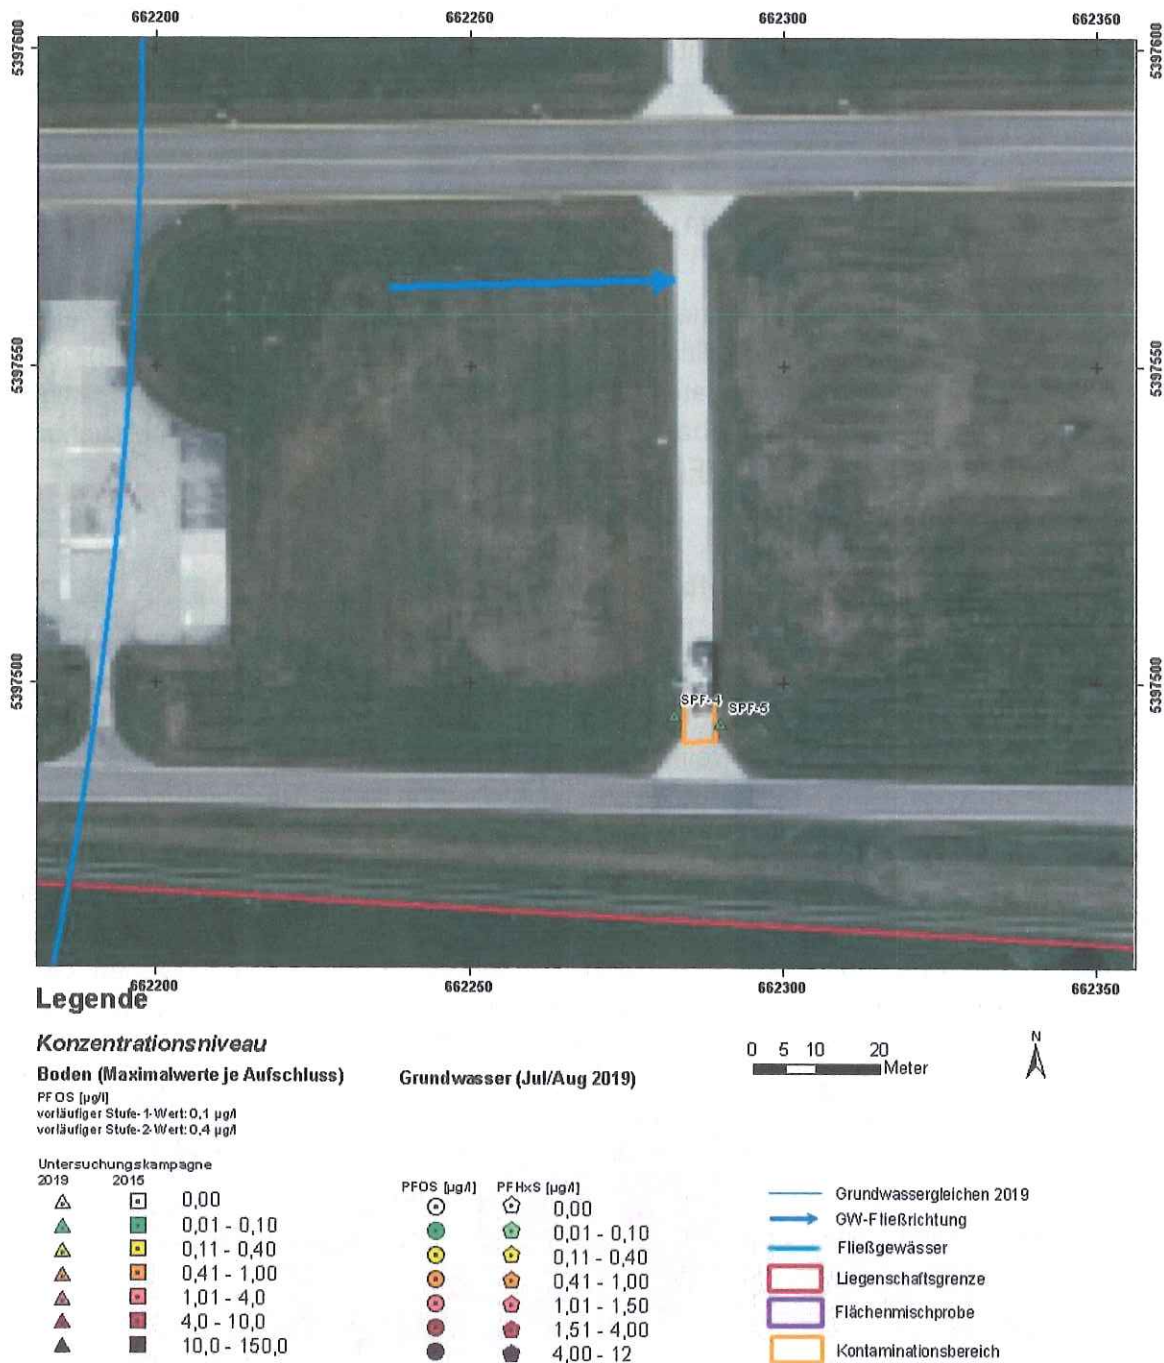 662200 662250 662300 662350
5397600 5397600
5397550 5397550
5397500 5397500
SPF-4
SPF-5
662200 662250 662300 662350
Legende
Konzentrationsniveau
Boden (Maximalwerte je Aufschluss)
PFOS [µg/l]
vorläufiger Stufe-1-Wert: 0,1 µg/l
vorläufiger Stufe-2-Wert: 0,4 µg/l
Untersuchungskampagne
2019 2015
0,00
0,01 - 0,10
0,11 - 0,40
0,41 - 1,00
1,01 - 4,0
4,0 - 10,0
10,0 - 150,0
Grundwasser (Jul/Aug 2019)
PFOS [µg/l] PFHxS [µg/l]
0,00
0,01 - 0,10
0,11 - 0,40
0,41 - 1,00
1,01 - 1,50
1,51 - 4,00
4,00 - 12
0 5 10 20
Meter
N
Grundwassergleichen 2019
GW-Fließrichtung
Fließgewässer
Liegenschaftsgrenze
Flächenmischprobe
Kontaminationsbereich